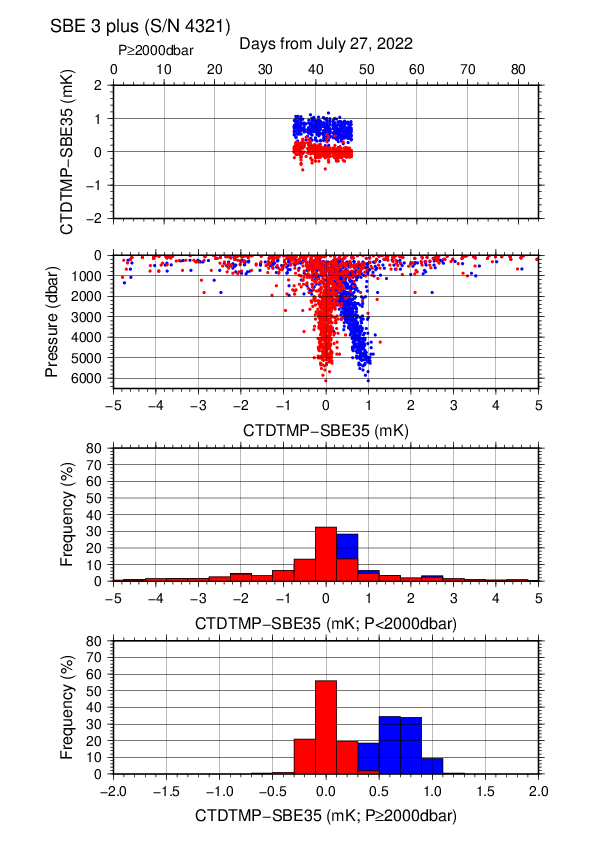 SBE 3 plus (S/N 4321)
P≥2000dbar
Days from July 27, 2022
0 10 20 30 40 50 60 70 80
CTDTMP−SBE35 (mK)
2
1
0
−1
−2
Pressure (dbar)
0
1000
2000
3000
4000
5000
6000
−5 −4 −3 −2 −1 0 1 2 3 4 5
CTDTMP−SBE35 (mK)
Frequency (%)
80
70
60
50
40
30
20
10
0
−5 −4 −3 −2 −1 0 1 2 3 4 5
CTDTMP−SBE35 (mK; P<2000dbar)
Frequency (%)
80
70
60
50
40
30
20
10
0
−2.0 −1.5 −1.0 −0.5 0.0 0.5 1.0 1.5 2.0
CTDTMP−SBE35 (mK; P≥2000dbar)